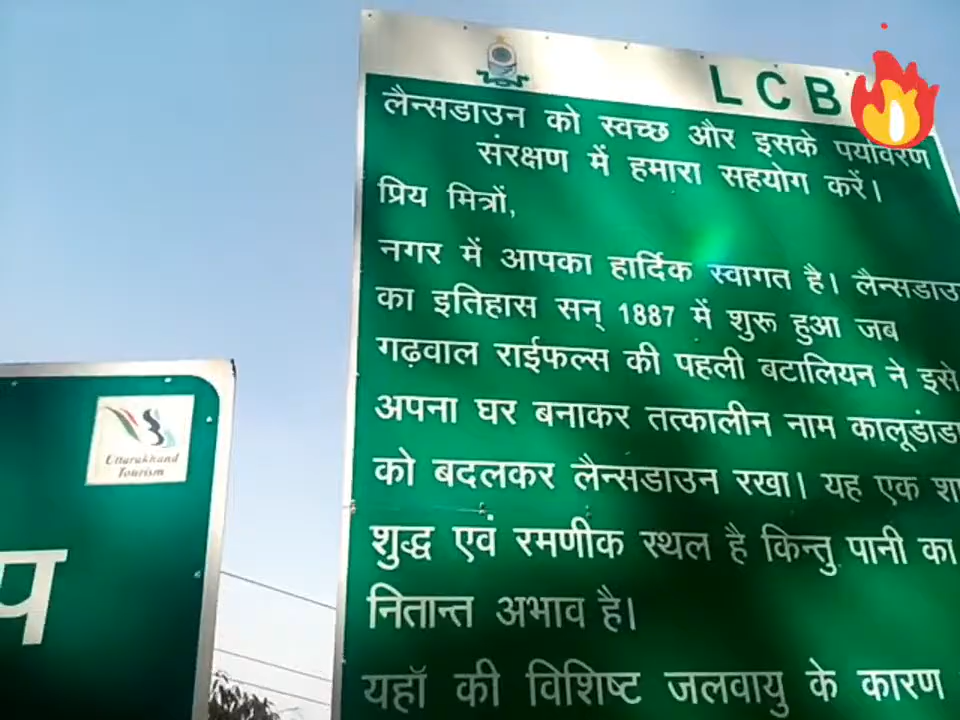 LCB
लैन्सडाउन को स्वच्छ और इसके पर्यावरण
संरक्षण में हमारा सहयोग करें।
प्रिय मित्रों,
नगर में आपका हार्दिक स्वागत है। लैन्सडाउ
का इतिहास सन् 1887 में शुरू हुआ जब
गढ़वाल राईफल्स की पहली बटालियन ने इसे
अपना घर बनाकर तत्कालीन नाम कालूडांडा
को बदलकर लैन्सडाउन रखा। यह एक शा
शुद्ध एवं रमणीक स्थल है किन्तु पानी का
नितान्त अभाव है।
यहॉ की विशिष्ट जलवायु के कारण
Uttarakhand
Tourism
प